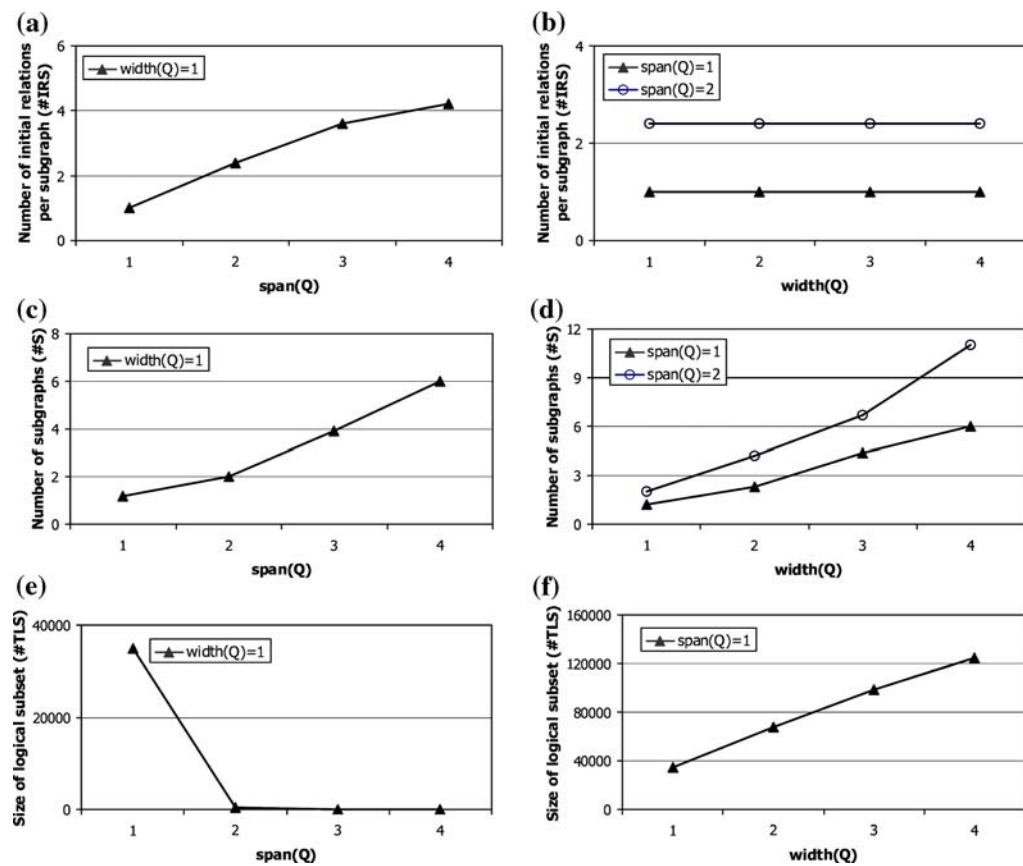 (a)
Number of initial relations
per subgraph (#IRS)
6
4
2
0
width(Q)=1
1 2 3 4
span(Q)
(b)
Number of initial relations
per subgraph (#IRS)
4
2
0
span(Q)=1
span(Q)=2
1 2 3 4
width(Q)
(c)
Number of subgraphs (#S)
8
6
4
2
0
width(Q)=1
1 2 3 4
span(Q)
(d)
Number of subgraphs (#S)
12
9
6
3
0
span(Q)=1
span(Q)=2
1 2 3 4
width(Q)
(e)
Size of logical subset (#TLS)
40000
20000
0
width(Q)=1
1 2 3 4
span(Q)
(f)
Size of logical subset (#TLS)
160000
120000
80000
40000
0
span(Q)=1
1 2 3 4
width(Q)